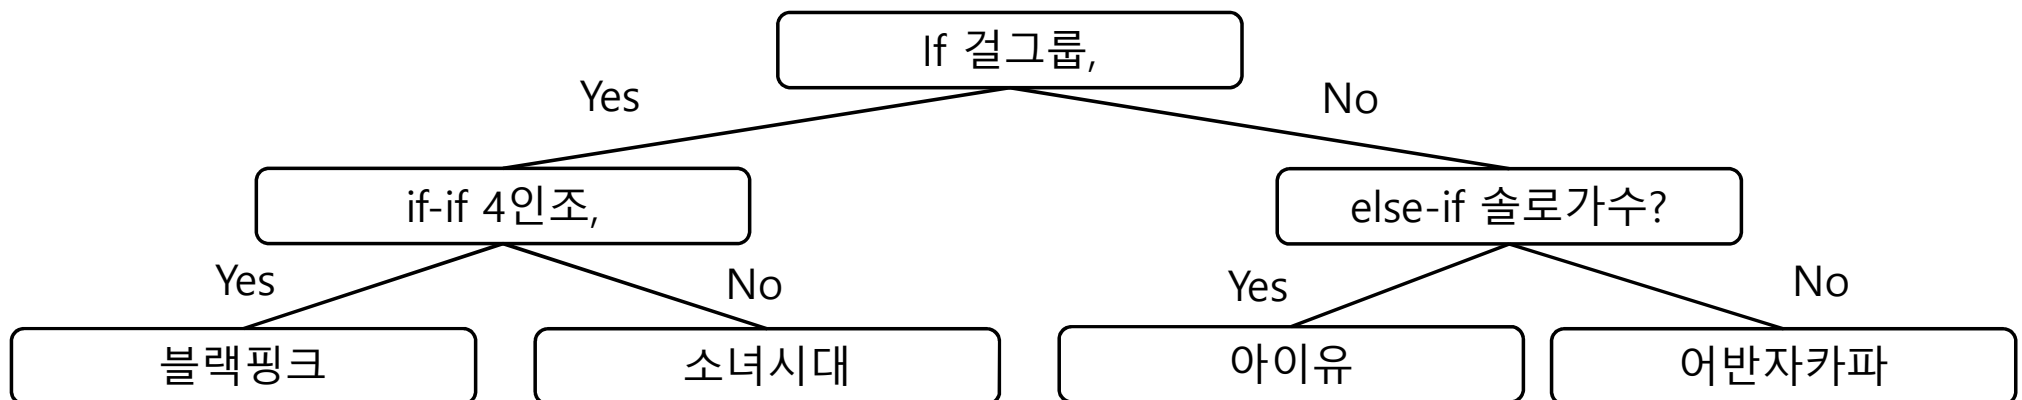 If 걸그룹,
Yes
No
if-if 4인조,
else-if 솔로가수?
Yes
No
Yes
No
블랙핑크
소녀시대
아이유
어반자카파